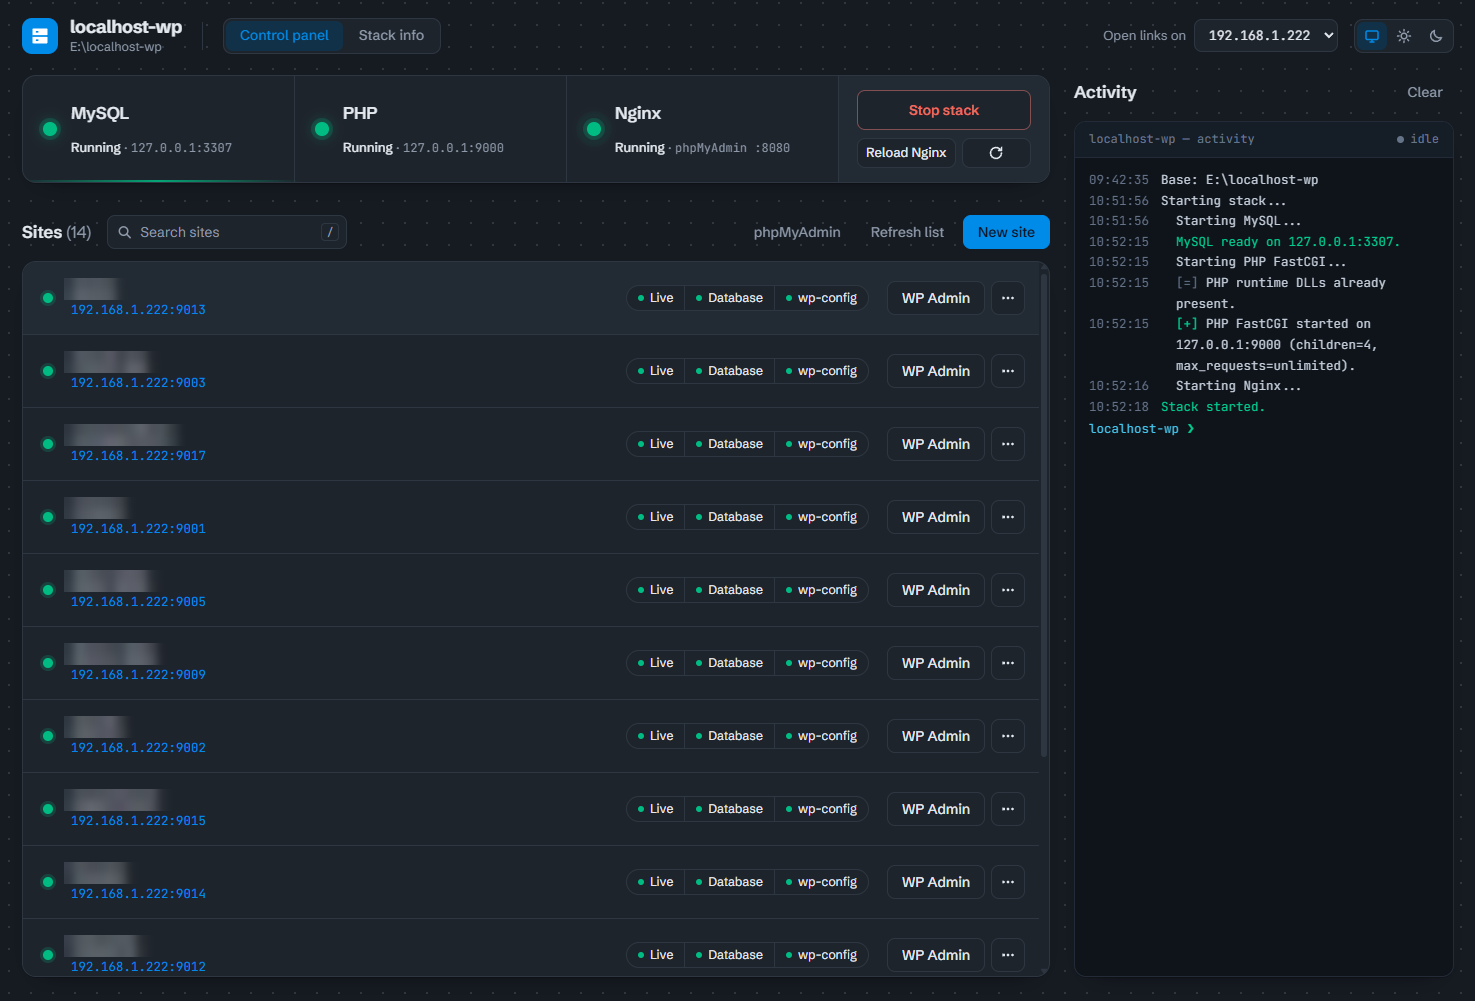 localhost-wp
E:\localhost-wp
Control panel
Stack info
Open links on
192.168.1.222
MySQL
Running · 127.0.0.1:3307
PHP
Running · 127.0.0.1:9000
Nginx
Running · phpMyAdmin :8080
Stop stack
Reload Nginx
Sites (14)
Search sites
/
phpMyAdmin
Refresh list
New site
192.168.1.222:9013
Live
Database
wp-config
WP Admin
192.168.1.222:9003
Live
Database
wp-config
WP Admin
192.168.1.222:9017
Live
Database
wp-config
WP Admin
192.168.1.222:9001
Live
Database
wp-config
WP Admin
192.168.1.222:9005
Live
Database
wp-config
WP Admin
192.168.1.222:9009
Live
Database
wp-config
WP Admin
192.168.1.222:9002
Live
Database
wp-config
WP Admin
192.168.1.222:9015
Live
Database
wp-config
WP Admin
192.168.1.222:9014
Live
Database
wp-config
WP Admin
192.168.1.222:9012
Live
Database
wp-config
WP Admin
Activity
Clear
localhost-wp — activity
idle
09:42:35 Base: E:\localhost-wp
10:51:56 Starting stack...
10:51:56 Starting MySQL...
10:52:15 MySQL ready on 127.0.0.1:3307.
10:52:15 Starting PHP FastCGI...
10:52:15 [=] PHP runtime DLLs already
present.
10:52:15 [+] PHP FastCGI started on
127.0.0.1:9000 (children=4,
max_requests=unlimited).
10:52:16 Starting Nginx...
10:52:18 Stack started.
localhost-wp ❯